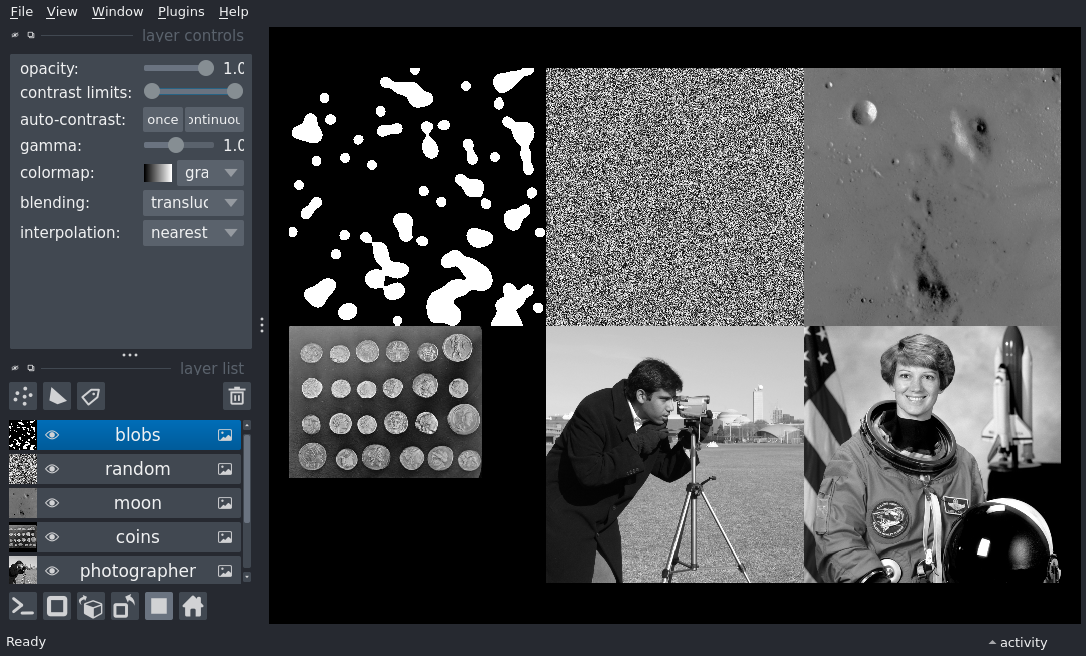 File View Window Plugins Help
layer controls
opacity: 1.0
contrast limits:
auto-contrast: once ontinuou
gamma: 1.0
colormap: gra
blending: transluc
interpolation: nearest
layer list
blobs
random
moon
coins
photographer
Ready
activity